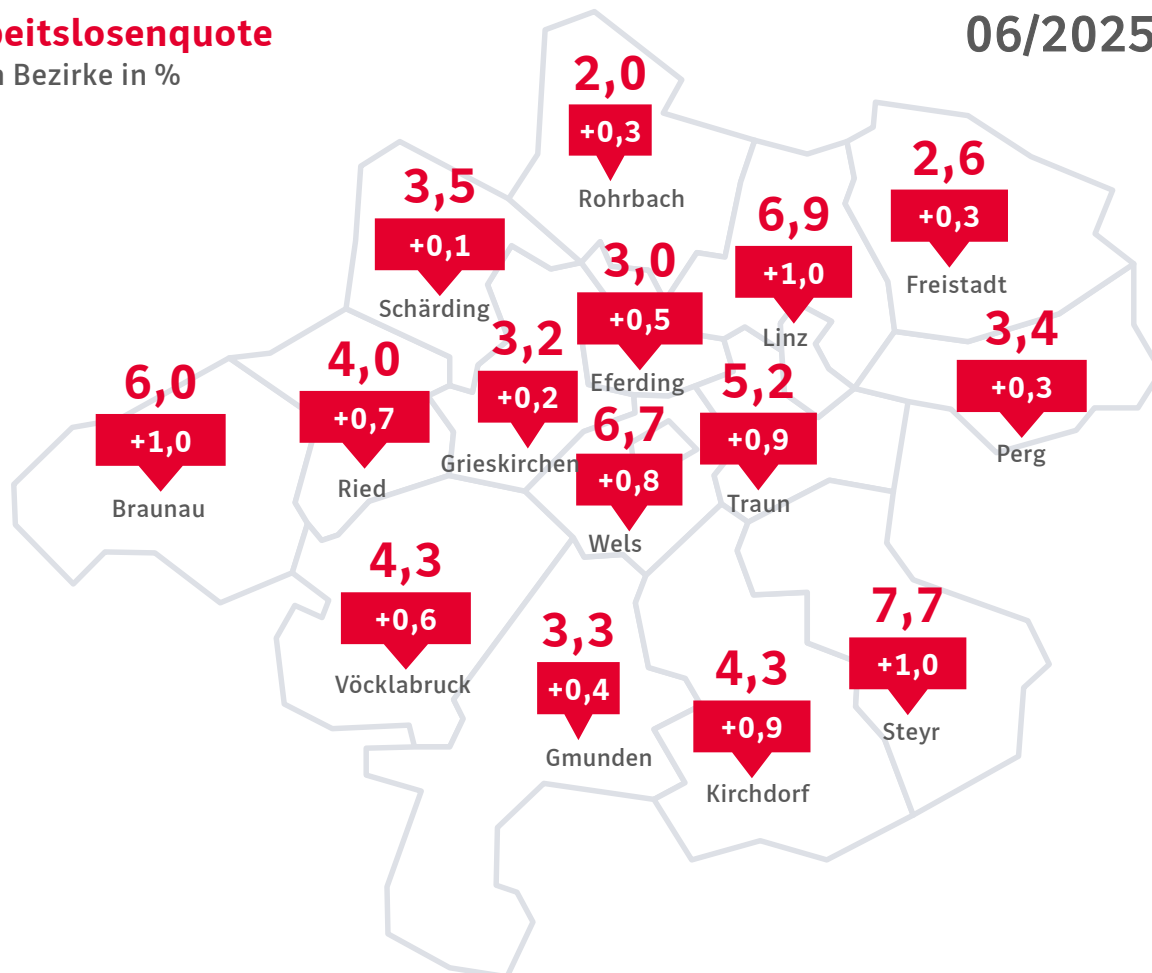 beitslosenquote
Bezirke in %
06/2025
2,0
+0,3
Rohrbach
2,6
+0,3
Freistadt
3,5
+0,1
Schärding
6,9
+1,0
Linz
3,0
+0,5
Eferding
3,4
+0,3
Perg
3,2
+0,2
Grieskirchen
4,0
+0,7
Ried
6,0
+1,0
Braunau
5,2
+0,9
Traun
6,7
+0,8
Wels
4,3
+0,6
Vöcklabruck
7,7
+1,0
Steyr
3,3
+0,4
Gmunden
4,3
+0,9
Kirchdorf